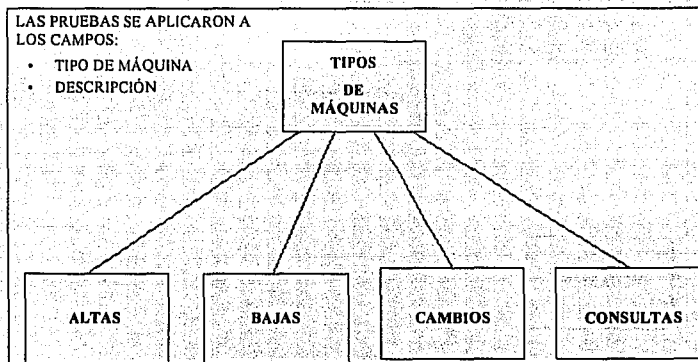 LAS PRUEBAS SE APLICARON A
LOS CAMPOS:
• TIPO DE MÁQUINA
• DESCRIPCIÓN
TIPOS
DE
MÁQUINAS
ALTAS
BAJAS
CAMBIOS
CONSULTAS